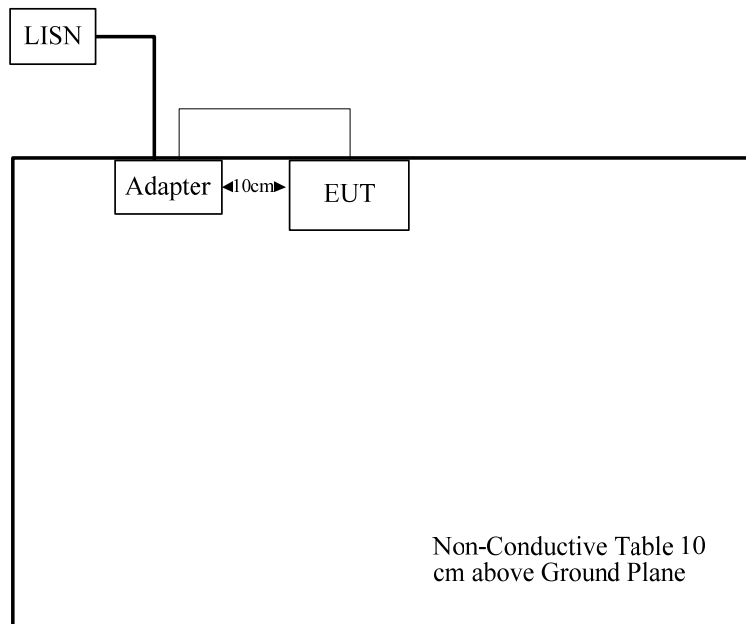 LISN
Adapter
10cm
EUT
Non-Conductive Table 10
cm above Ground Plane